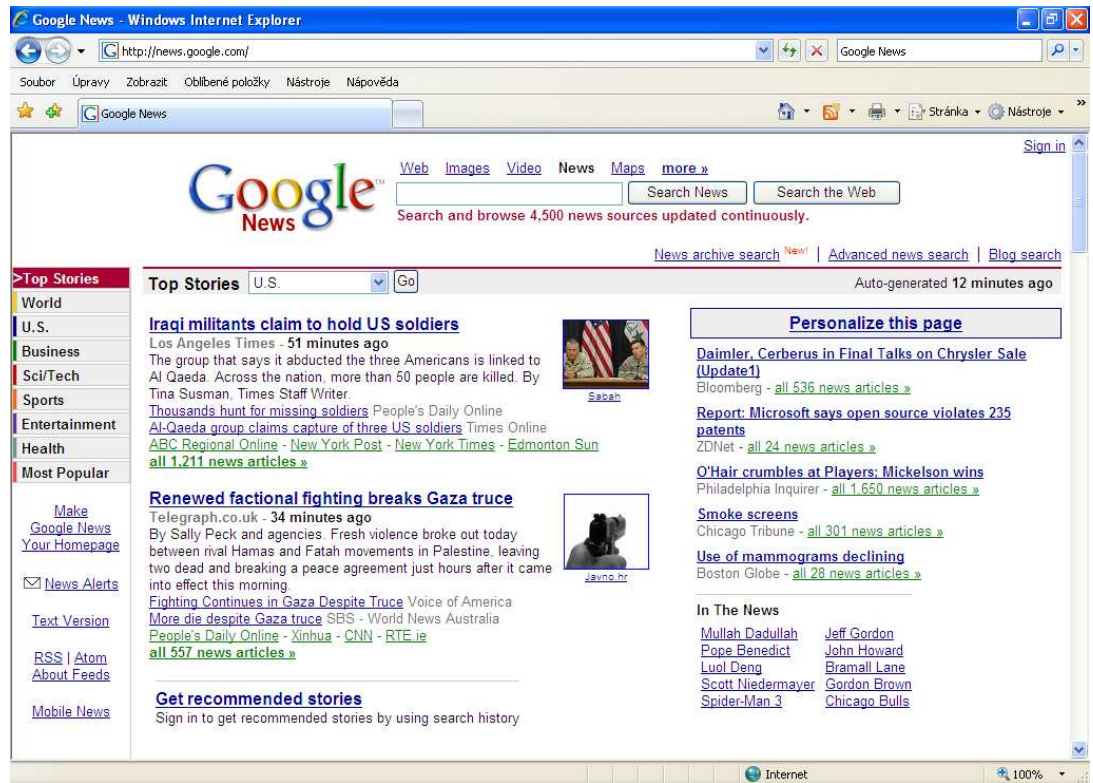 Google News - Windows Internet Explorer
http://news.google.com/
Google News
Soubor Úpravy Zobrazit Oblíbené položky Nástroje Nápověda
Google News
Stránka Nástroje »
Sign in
Google™
News
Web Images Video News Maps more »
Search News Search the Web
Search and browse 4,500 news sources updated continuously.
News archive search New! | Advanced news search | Blog search
>Top Stories
World
U.S.
Business
Sci/Tech
Sports
Entertainment
Health
Most Popular
Make
Google News
Your Homepage
News Alerts
Text Version
RSS | Atom
About Feeds
Mobile News
Top Stories U.S. Go
Auto-generated 12 minutes ago
Iraqi militants claim to hold US soldiers
Los Angeles Times - 51 minutes ago
The group that says it abducted the three Americans is linked to
Al Qaeda. Across the nation, more than 50 people are killed. By
Tina Susman, Times Staff Writer.
Thousands hunt for missing soldiers People's Daily Online
Al-Qaeda group claims capture of three US soldiers Times Online
ABC Regional Online - New York Post - New York Times - Edmonton Sun
all 1,211 news articles »
Sabah
Renewed factional fighting breaks Gaza truce
Telegraph.co.uk - 34 minutes ago
By Sally Peck and agencies. Fresh violence broke out today
between rival Hamas and Fatah movements in Palestine, leaving
two dead and breaking a peace agreement just hours after it came
into effect this morning.
Fighting Continues in Gaza Despite Truce Voice of America
More die despite Gaza truce SBS - World News Australia
People's Daily Online - Xinhua - CNN - RTE.ie
all 557 news articles »
Javno.hr
Get recommended stories
Sign in to get recommended stories by using search history
Personalize this page
Daimler, Cerberus in Final Talks on Chrysler Sale
(Update1)
Bloomberg - all 536 news articles »
Report: Microsoft says open source violates 235
patents
ZDNet - all 24 news articles »
O'Hair crumbles at Players; Mickelson wins
Philadelphia Inquirer - all 1,650 news articles »
Smoke screens
Chicago Tribune - all 301 news articles »
Use of mammograms declining
Boston Globe - all 28 news articles »
In The News
Mullah Dadullah Jeff Gordon
Pope Benedict John Howard
Luol Deng Bramall Lane
Scott Niedermayer Gordon Brown
Spider-Man 3 Chicago Bulls
Internet 100%